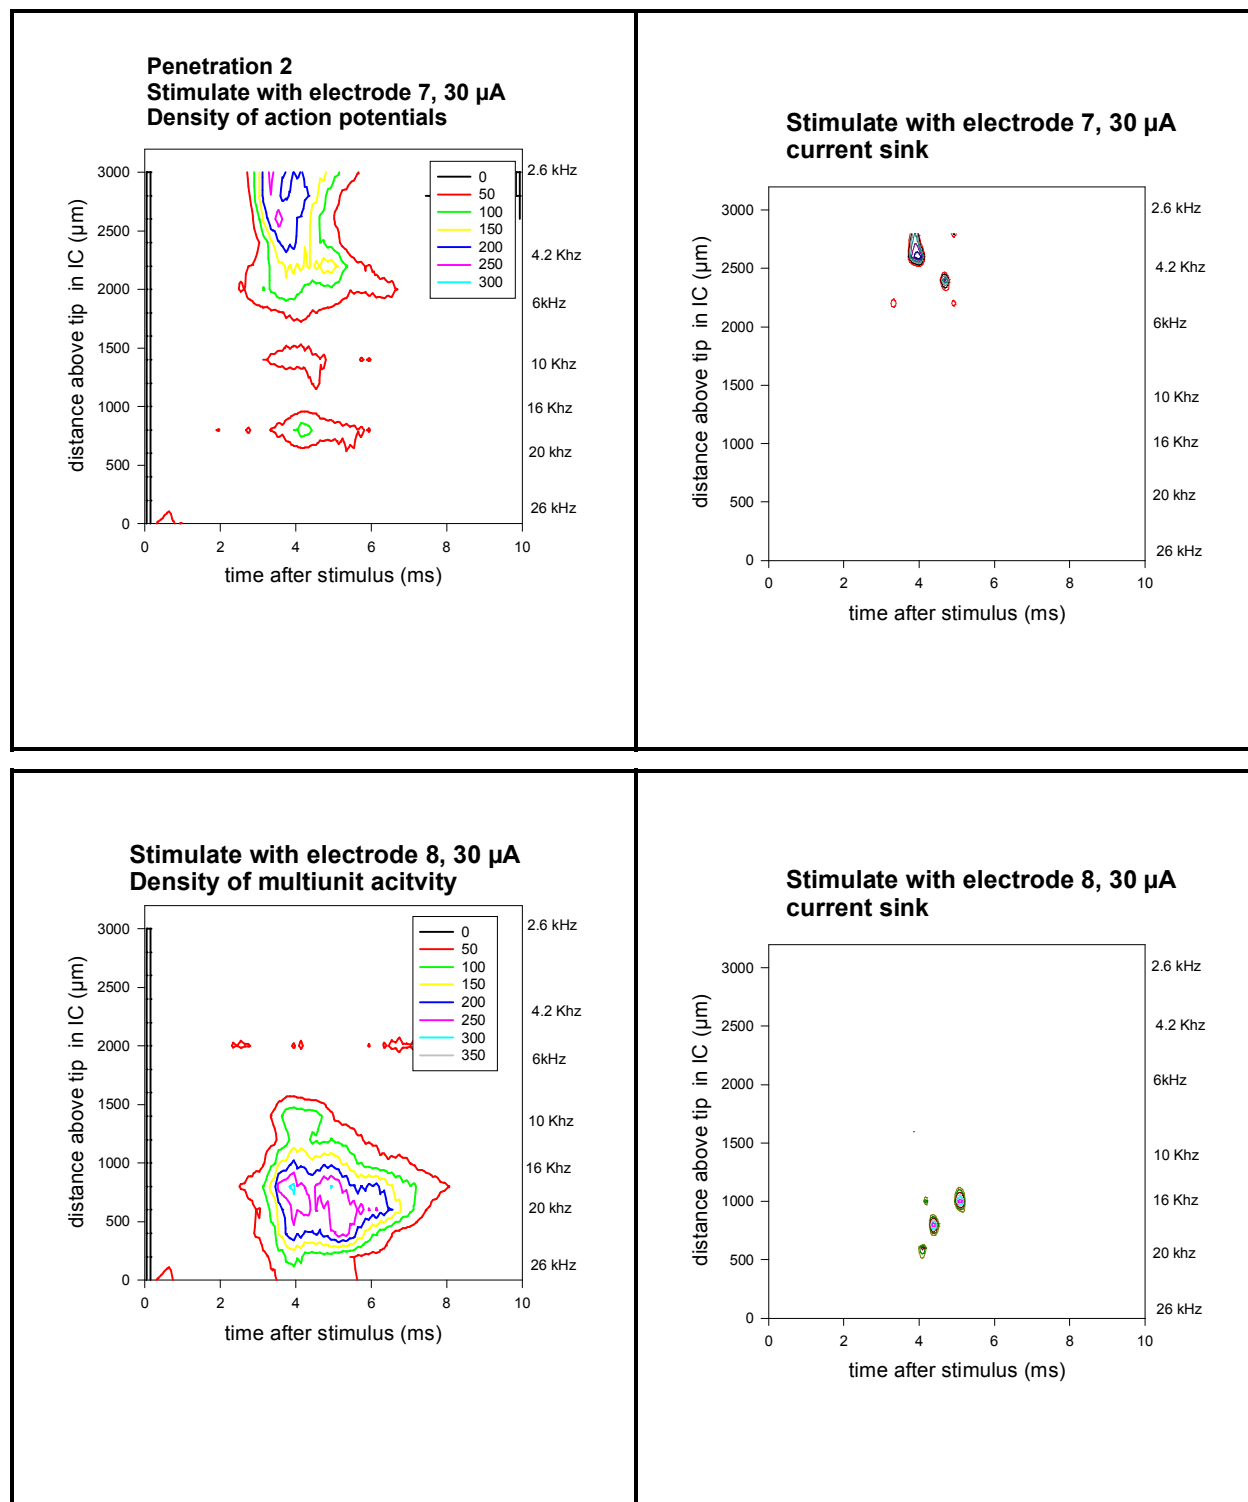 Penetration 2
Stimulate with electrode 7, 30 µA
Density of action potentials
distance above tip  in IC (µm)
3000
2500
2000
1500
1000
500
0
0
50
100
150
200
250
300
2.6 kHz
4.2 Khz
6kHz
10 Khz
16 Khz
20 khz
26 kHz
0 2 4 6 8 10
time after stimulus (ms)
Stimulate with electrode 7, 30 µA
current sink
distance above tip  in IC (µm)
3000
2500
2000
1500
1000
500
0
2.6 kHz
4.2 Khz
6kHz
10 Khz
16 Khz
20 khz
26 kHz
0 2 4 6 8 10
time after stimulus (ms)
Stimulate with electrode 8, 30 µA
Density of multiunit acitvity
distance above tip  in IC (µm)
3000
2500
2000
1500
1000
500
0
0
50
100
150
200
250
300
350
2.6 kHz
4.2 Khz
6kHz
10 Khz
16 Khz
20 khz
26 kHz
0 2 4 6 8 10
time after stimulus (ms)
Stimulate with electrode 8, 30 µA
current sink
distance above tip  in IC (µm)
3000
2500
2000
1500
1000
500
0
2.6 kHz
4.2 Khz
6kHz
10 Khz
16 Khz
20 khz
26 kHz
0 2 4 6 8 10
time after stimulus (ms)